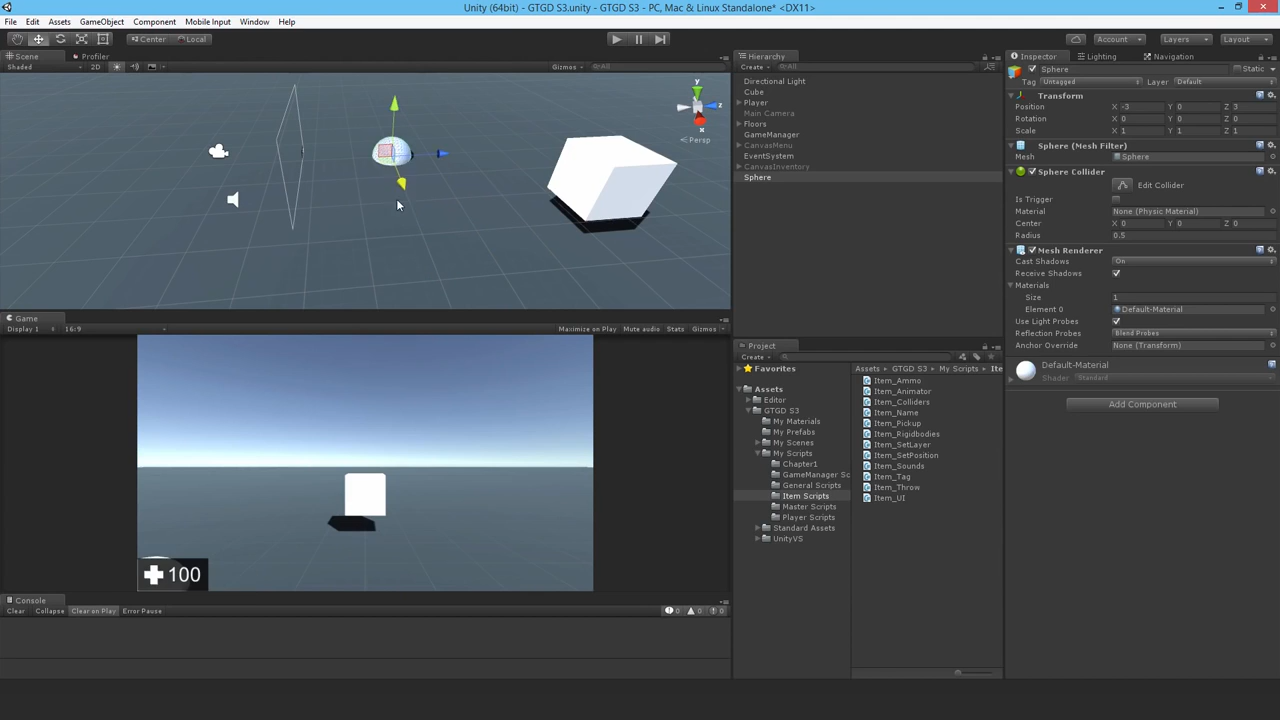 Unity (64bit) - GTGD S3.unity - GTGD S3 - PC, Mac & Linux Standalone* <DX11>
File Edit Assets GameObject Component Mobile Input Window Help
Center Local Account Layers Layout
Scene Profiler
Shaded 2D Gizmos All
y
z
x
Persp
Game
Display 1 16:9 Maximize on Play Mute audio Stats Gizmos
100
Console
Clear Collapse Clear on Play Error Pause 0 0 0
Hierarchy
Create All
Directional Light
Cube
Player
Main Camera
Floors
GameManager
CanvasMenu
EventSystem
CanvasInventory
Sphere
Project
Create
Favorites
Assets
Editor
GTGD S3
My Materials
My Prefabs
My Scenes
My Scripts
Chapter1
GameManager Sc
General Scripts
Item Scripts
Master Scripts
Player Scripts
Standard Assets
UnityVS
Assets GTGD S3 My Scripts Ite
Item_Ammo
Item_Animator
Item_Colliders
Item_Name
Item_Pickup
Item_Rigidbodies
Item_SetLayer
Item_SetPosition
Item_Sounds
Item_Tag
Item_Throw
Item_UI
Inspector Lighting Navigation
Sphere Static
Tag Untagged Layer Default
Transform
Position X -3 Y 0 Z 3
Rotation X 0 Y 0 Z 0
Scale X 1 Y 1 Z 1
Sphere (Mesh Filter)
Mesh Sphere
Sphere Collider
Edit Collider
Is Trigger
Material None (Physic Material)
Center X 0 Y 0 Z 0
Radius 0.5
Mesh Renderer
Cast Shadows On
Receive Shadows
Materials
Size 1
Element 0 Default-Material
Use Light Probes
Reflection Probes Blend Probes
Anchor Override None (Transform)
Default-Material
Shader Standard
Add Component